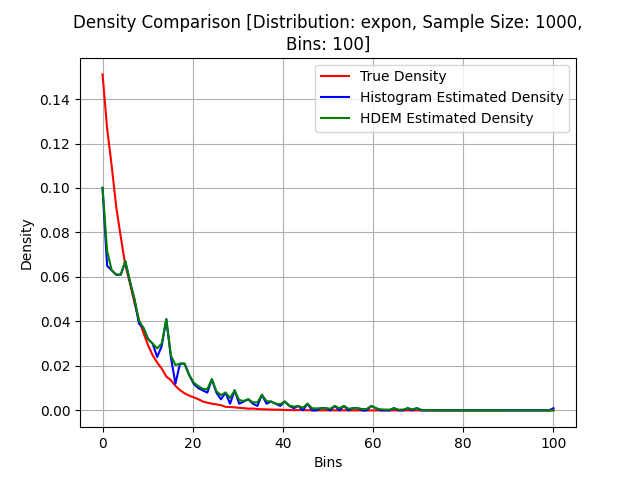 Density Comparison [Distribution: expon, Sample Size: 1000,
Bins: 100]
True Density
Histogram Estimated Density
HDEM Estimated Density
Density
0.14
0.12
0.10
0.08
0.06
0.04
0.02
0.00
0
20
40
60
80
100
Bins